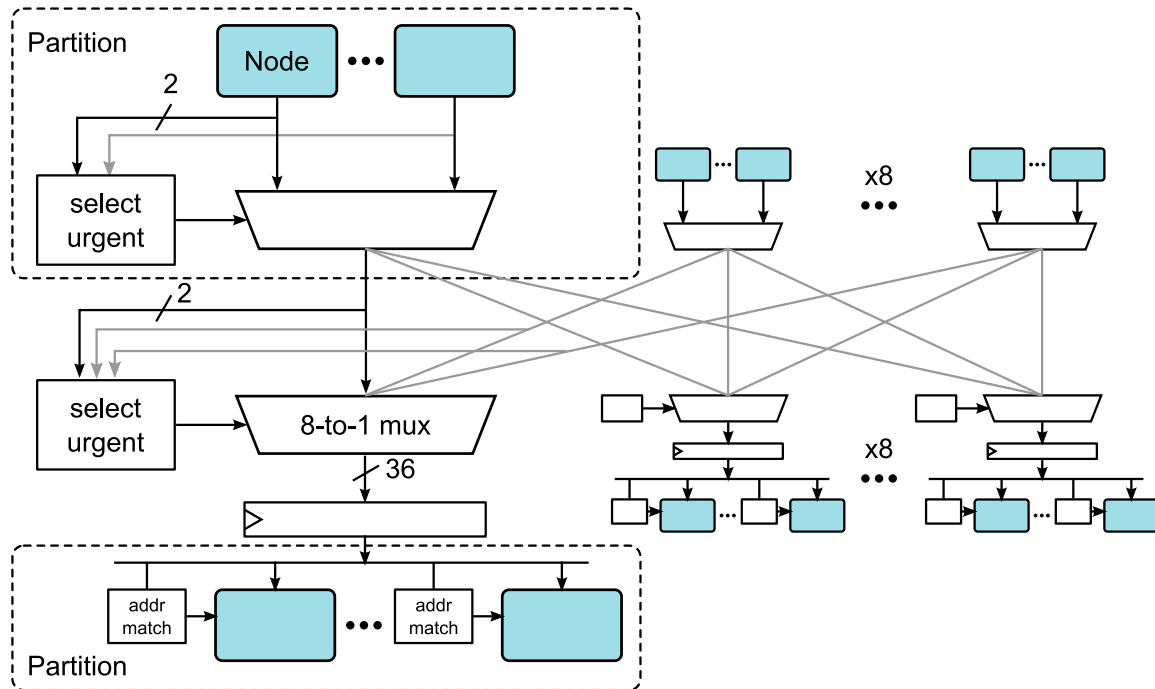 Partition
Node
2
select
urgent
x8
2
select
urgent
8-to-1 mux
36
x8
addr
match
addr
match
Partition